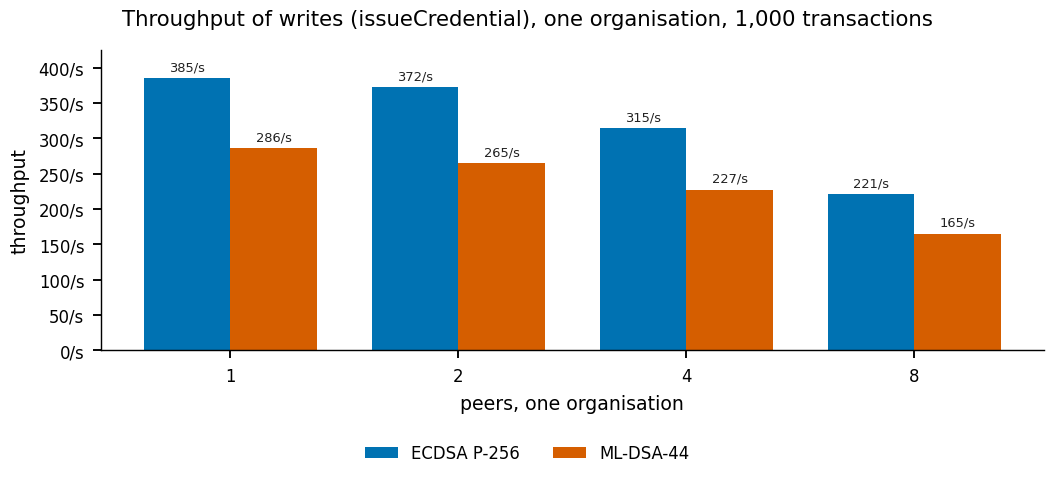 Throughput of writes (issueCredential), one organisation, 1,000 transactions
throughput
400/s
350/s
300/s
250/s
200/s
150/s
100/s
50/s
0/s
385/s
286/s
372/s
265/s
315/s
227/s
221/s
165/s
1
2
4
8
peers, one organisation
ECDSA P-256
ML-DSA-44